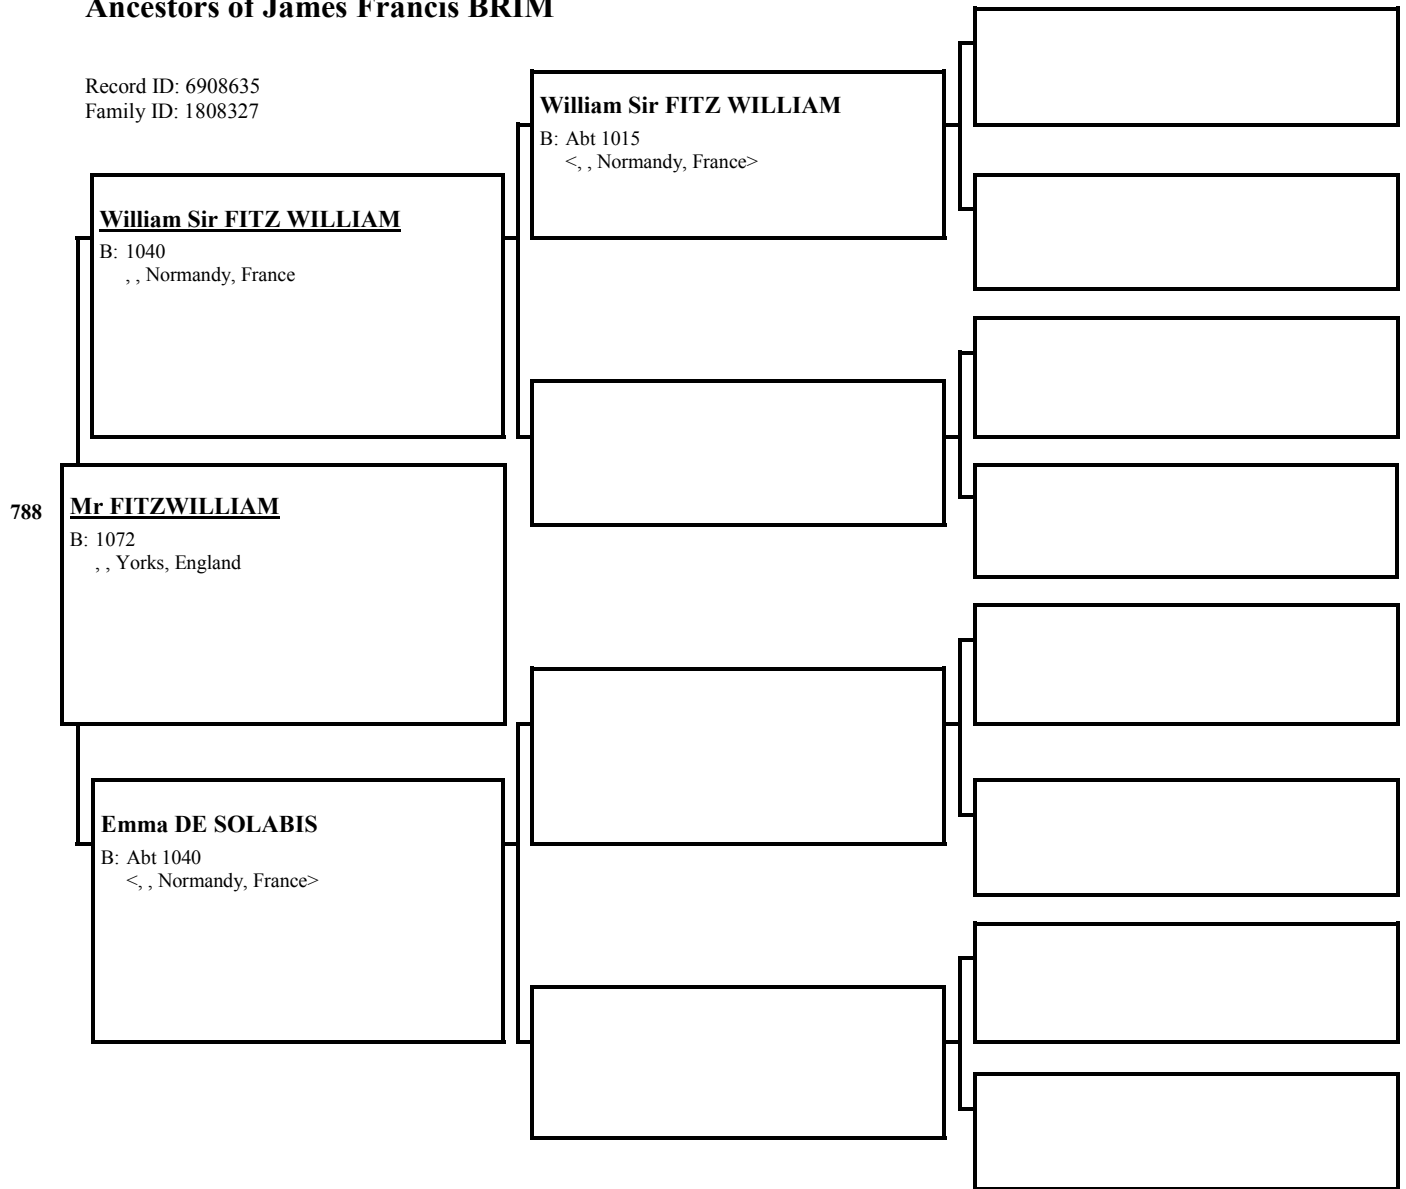 Ancestors of James Francis BRIM
Record ID: 6908635
Family ID: 1808327
William Sir FITZ WILLIAM
B: Abt 1015
<, , Normandy, France>
William Sir FITZ WILLIAM
B: 1040
, , Normandy, France
788
Mr FITZWILLIAM
B: 1072
, , Yorks, England
Emma DE SOLABIS
B: Abt 1040
<, , Normandy, France>